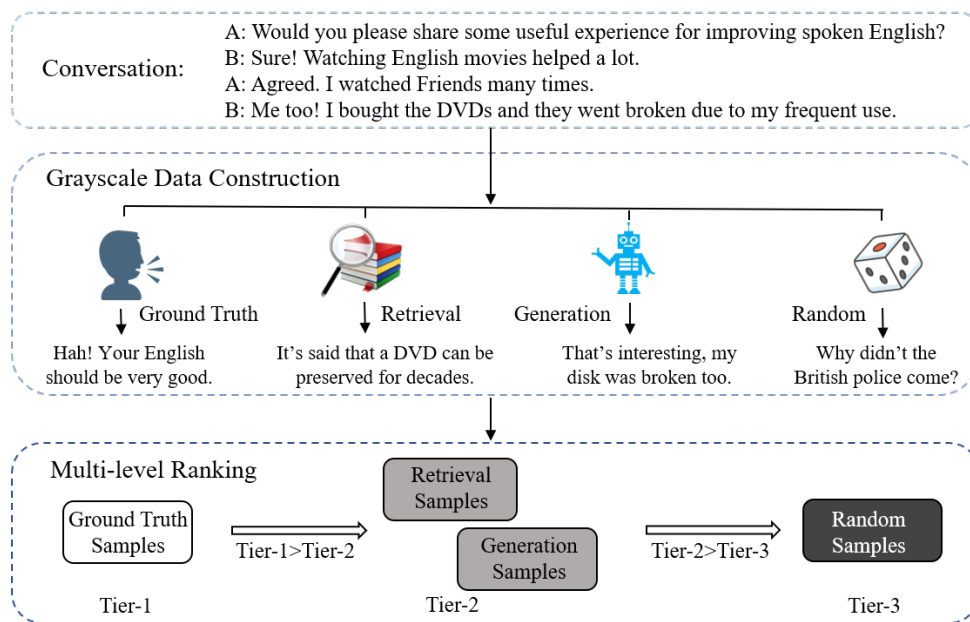 Conversation:
A: Would you please share some useful experience for improving spoken English?
B: Sure! Watching English movies helped a lot.
A: Agreed. I watched Friends many times.
B: Me too! I bought the DVDs and they went broken due to my frequent use.
Grayscale Data Construction
Ground Truth
Retrieval
Generation
Random
Hah! Your English
should be very good.
It's said that a DVD can be
preserved for decades.
That's interesting, my
disk was broken too.
Why didn't the
British police come?
Multi-level Ranking
Ground Truth
Samples
Tier-1>Tier-2
Retrieval
Samples
Generation
Samples
Tier-2>Tier-3
Random
Samples
Tier-1
Tier-2
Tier-3